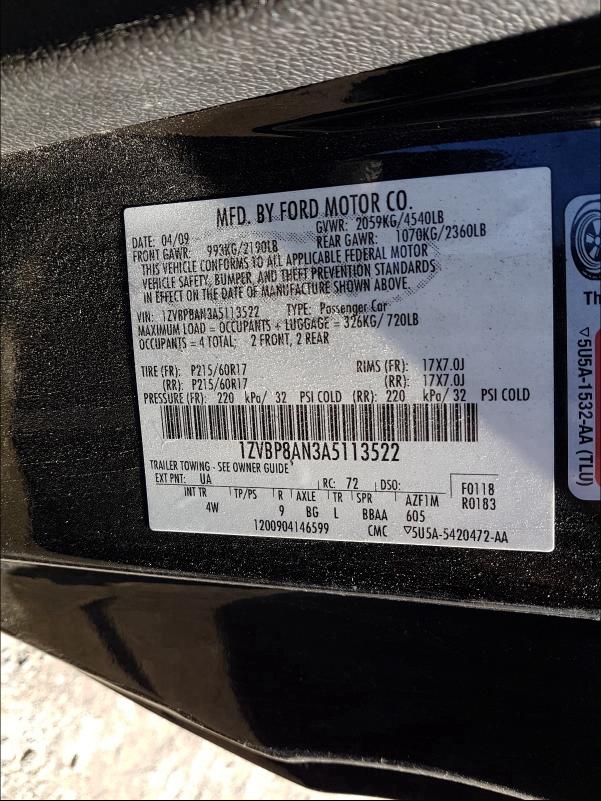 MFD. BY FORD MOTOR CO.
DATE: 04/09 GVWR: 2059KG/4540LB
FRONT GAWR: 993KG/2190LB REAR GAWR: 1070KG/2360LB
THIS VEHICLE CONFORMS TO ALL APPLICABLE FEDERAL MOTOR
VEHICLE SAFETY, BUMPER, AND THEFT PREVENTION STANDARDS
IN EFFECT ON THE DATE OF MANUFACTURE SHOWN ABOVE.
VIN: 1ZVBP8AN3A5113522 TYPE: Passenger Car
MAXIMUM LOAD = OCCUPANTS + LUGGAGE = 326KG/720LB
OCCUPANTS = 4 TOTAL: 2 FRONT, 2 REAR
TIRE (FR): P215/60R17 RIMS (FR): 17X7.0J
(RR): P215/60R17 (RR): 17X7.0J
PRESSURE (FR): 220 kPa/ 32 PSI COLD (RR): 220 kPa/ 32 PSI COLD
1ZVBP8AN3A5113522
TRAILER TOWING - SEE OWNER GUIDE
EXT PNT: UA RC: 72 DSO: F0118
INT TR TP/PS R AXLE TR SPR AZF1M R0183
4W 9 BG L BBAA 605
1200904146599 CMC ▽5U5A-5420472-AA
Th
▽5U5A-1532-AA (TLU)